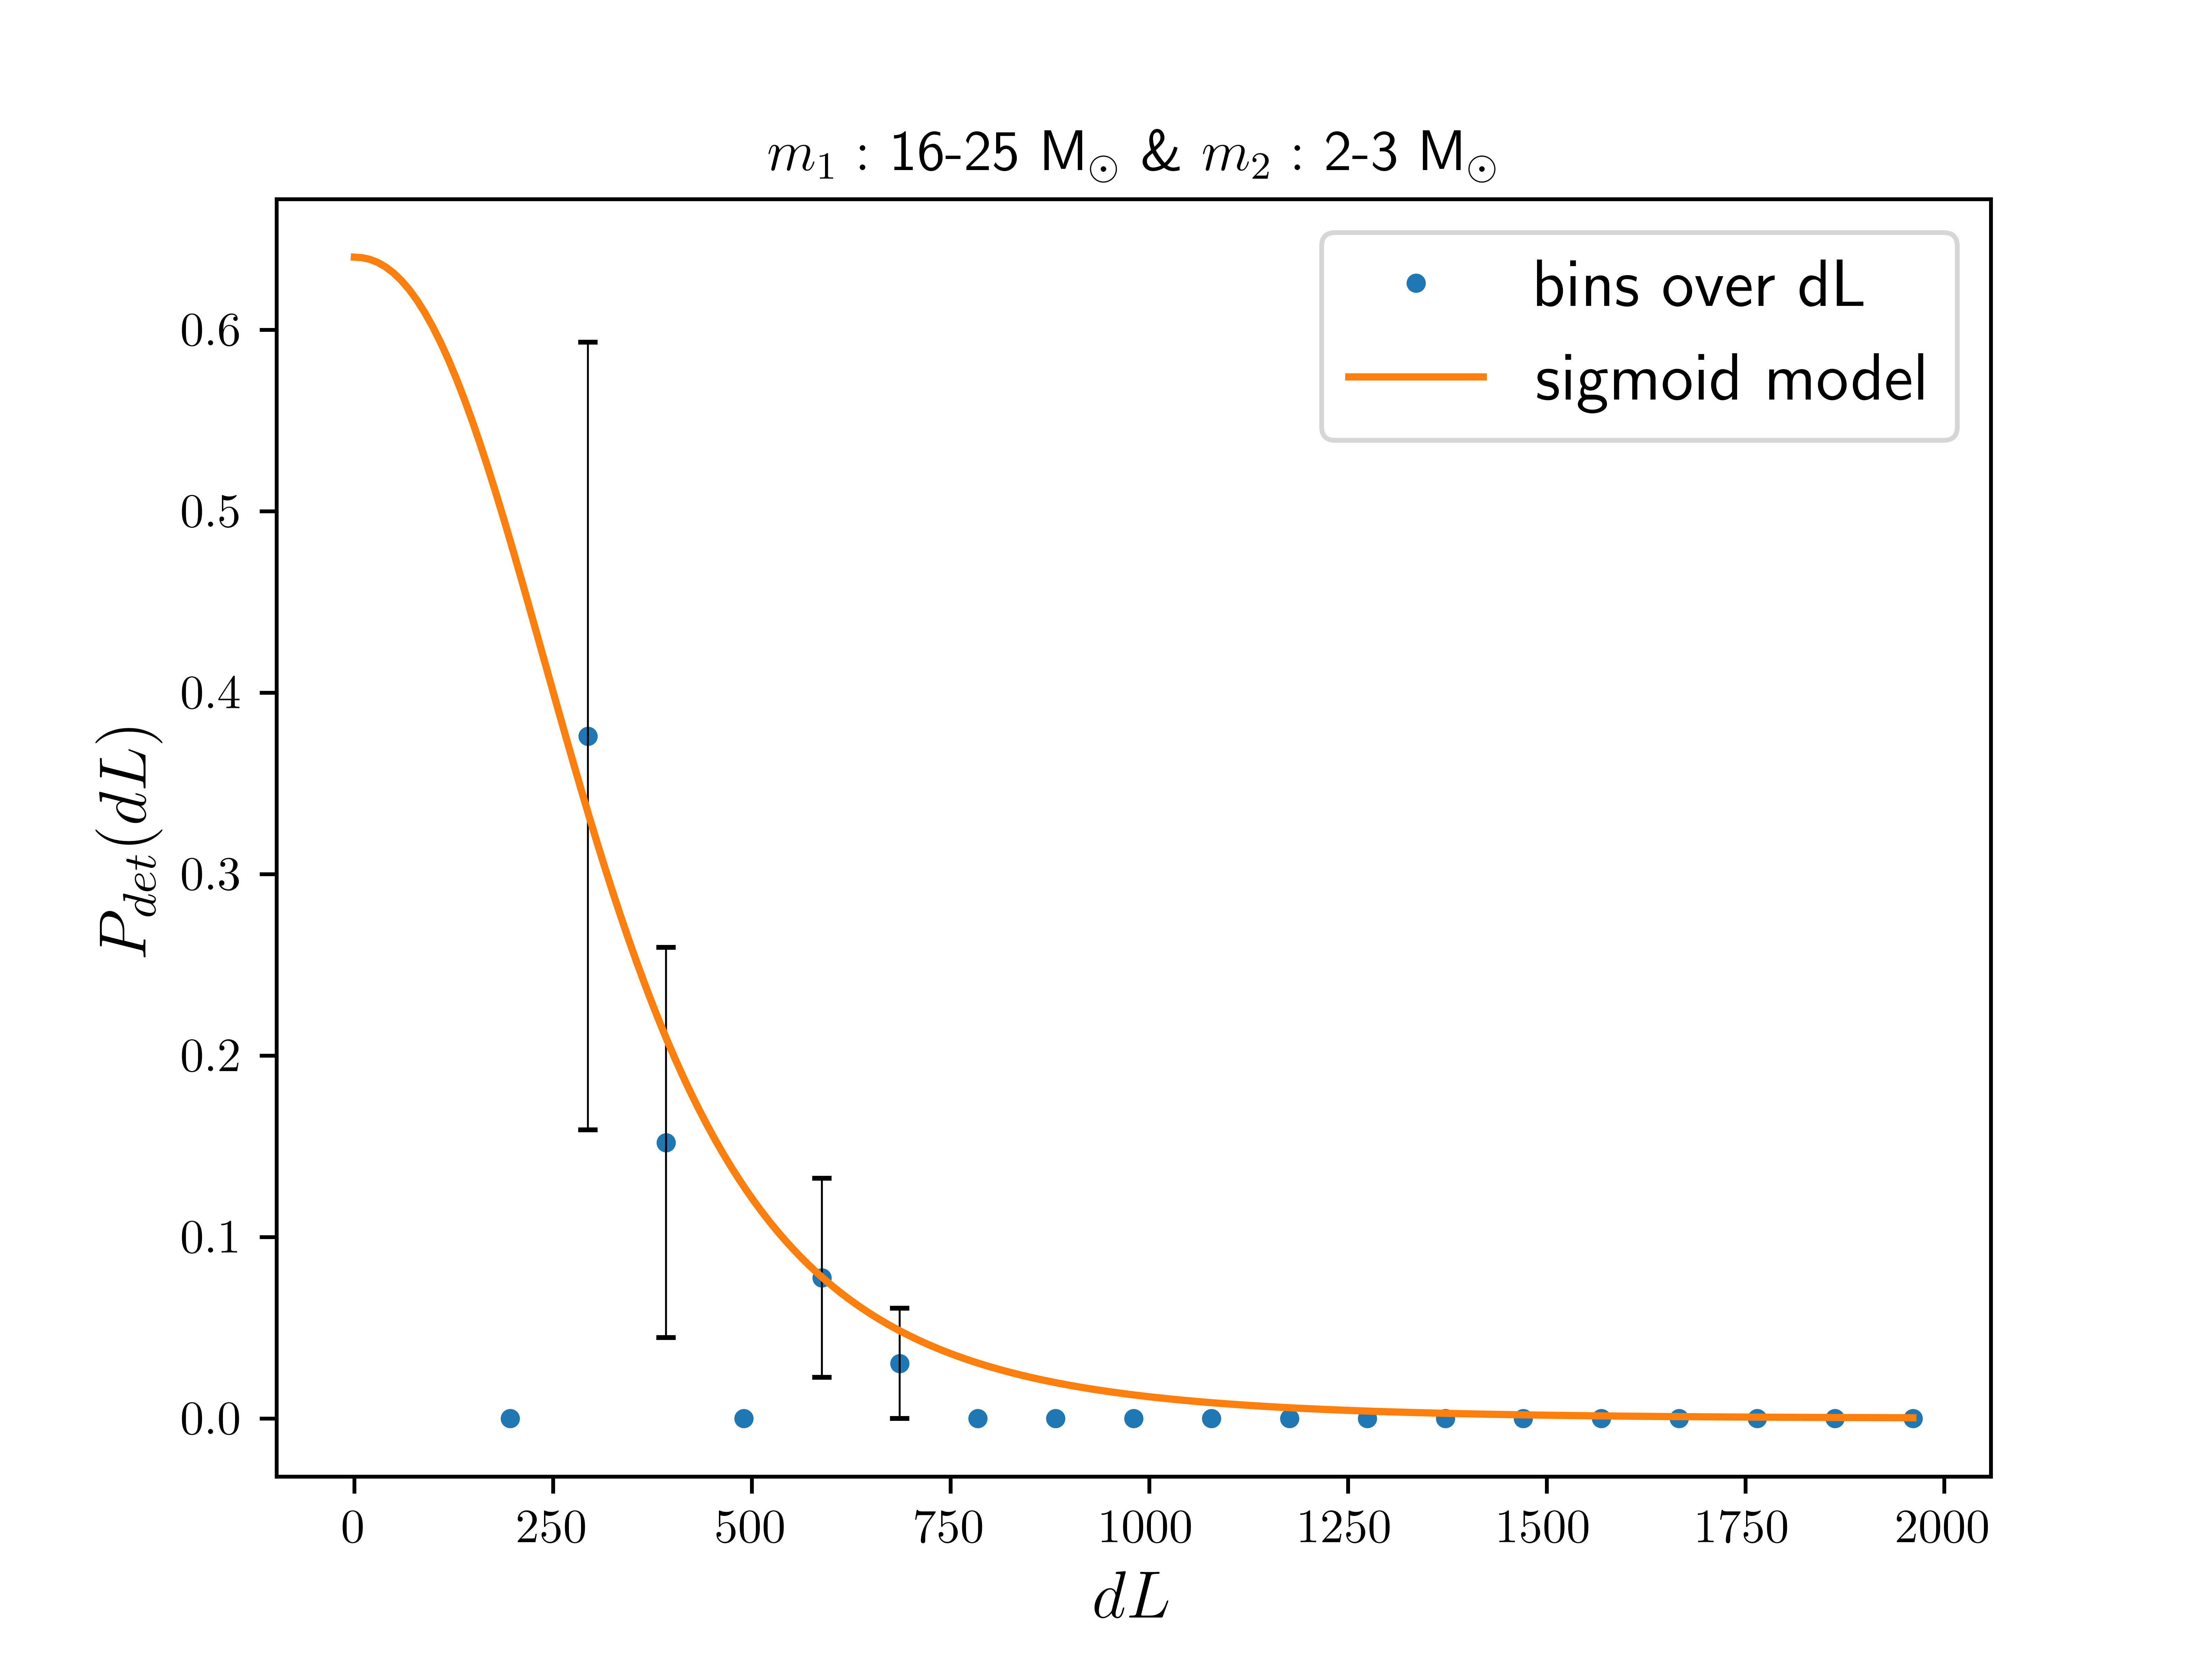 m₁ : 16-25 M☉ & m₂ : 2-3 M☉
bins over dL
sigmoid model
P_det(dL)
0.6
0.5
0.4
0.3
0.2
0.1
0.0
0 250 500 750 1000 1250 1500 1750 2000
dL